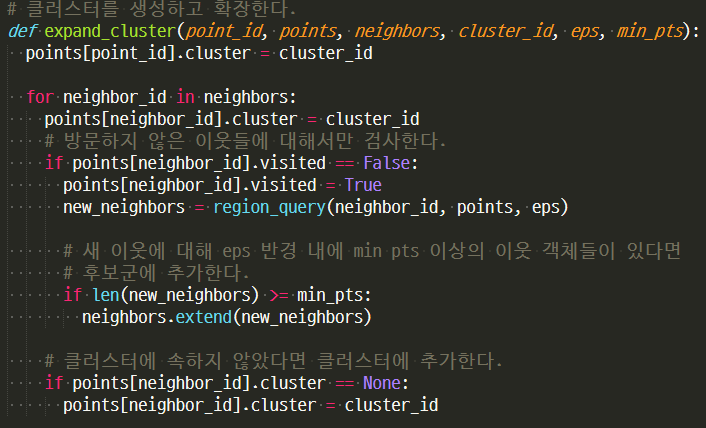 # 클러스터를 생성하고 확장한다.
def expand_cluster(point_id, points, neighbors, cluster_id, eps, min_pts):
  points[point_id].cluster = cluster_id
  for neighbor_id in neighbors:
    points[neighbor_id].cluster = cluster_id
    # 방문하지 않은 이웃들에 대해서만 검사한다.
    if points[neighbor_id].visited == False:
      points[neighbor_id].visited = True
      new_neighbors = region_query(neighbor_id, points, eps)
      # 새 이웃에 대해 eps 반경 내에 min pts 이상의 이웃 객체들이 있다면
      # 후보군에 추가한다.
      if len(new_neighbors) >= min_pts:
        neighbors.extend(new_neighbors)
    # 클러스터에 속하지 않았다면 클러스터에 추가한다.
    if points[neighbor_id].cluster == None:
      points[neighbor_id].cluster = cluster_id